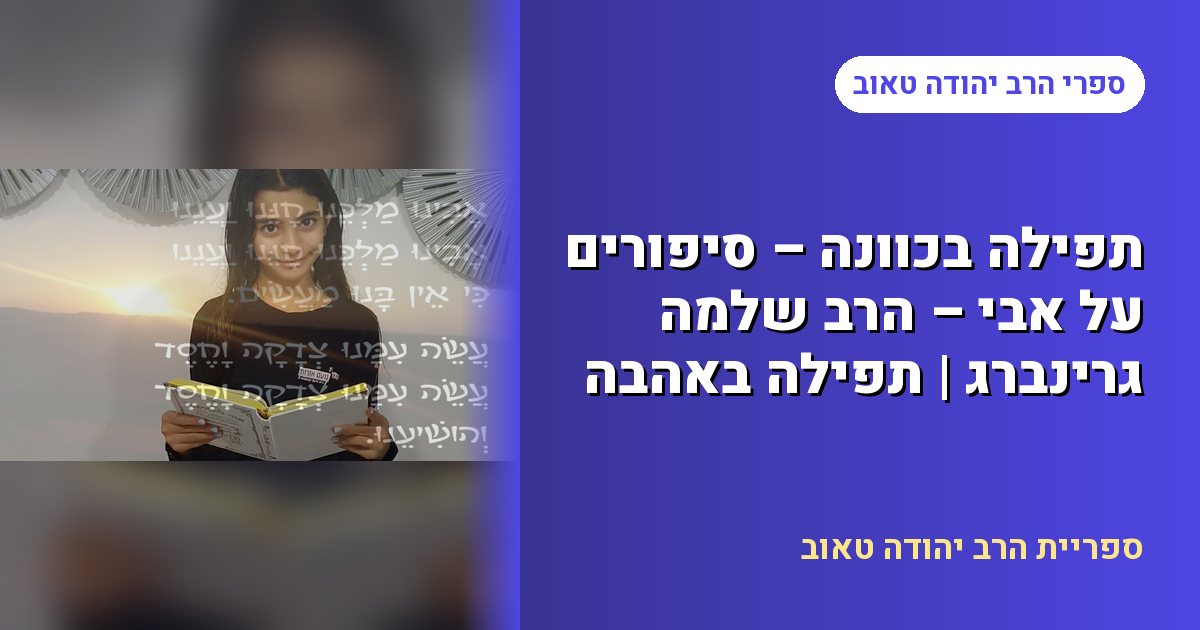 ספרי הרב יהודה טאוב
תפילה בכוונה – סיפורים
על אבי – הרב שלמה
גרינברג | תפילה באהבה
ספריית הרב יהודה טאוב
אָבִינוּ מַלְכֵּנוּ חָנֵּנוּ וַעֲנֵנוּ
אָבִינוּ מַלְכֵּנוּ חָנֵּנוּ וַעֲנֵנוּ
כִּי אֵין בָּנוּ מַעֲשִׂים.
עֲשֵׂה עִמָּנוּ צְדָקָה וָחֶסֶד
עֲשֵׂה עִמָּנוּ צְדָקָה וָחֶסֶד
וְהוֹשִׁיעֵנוּ.